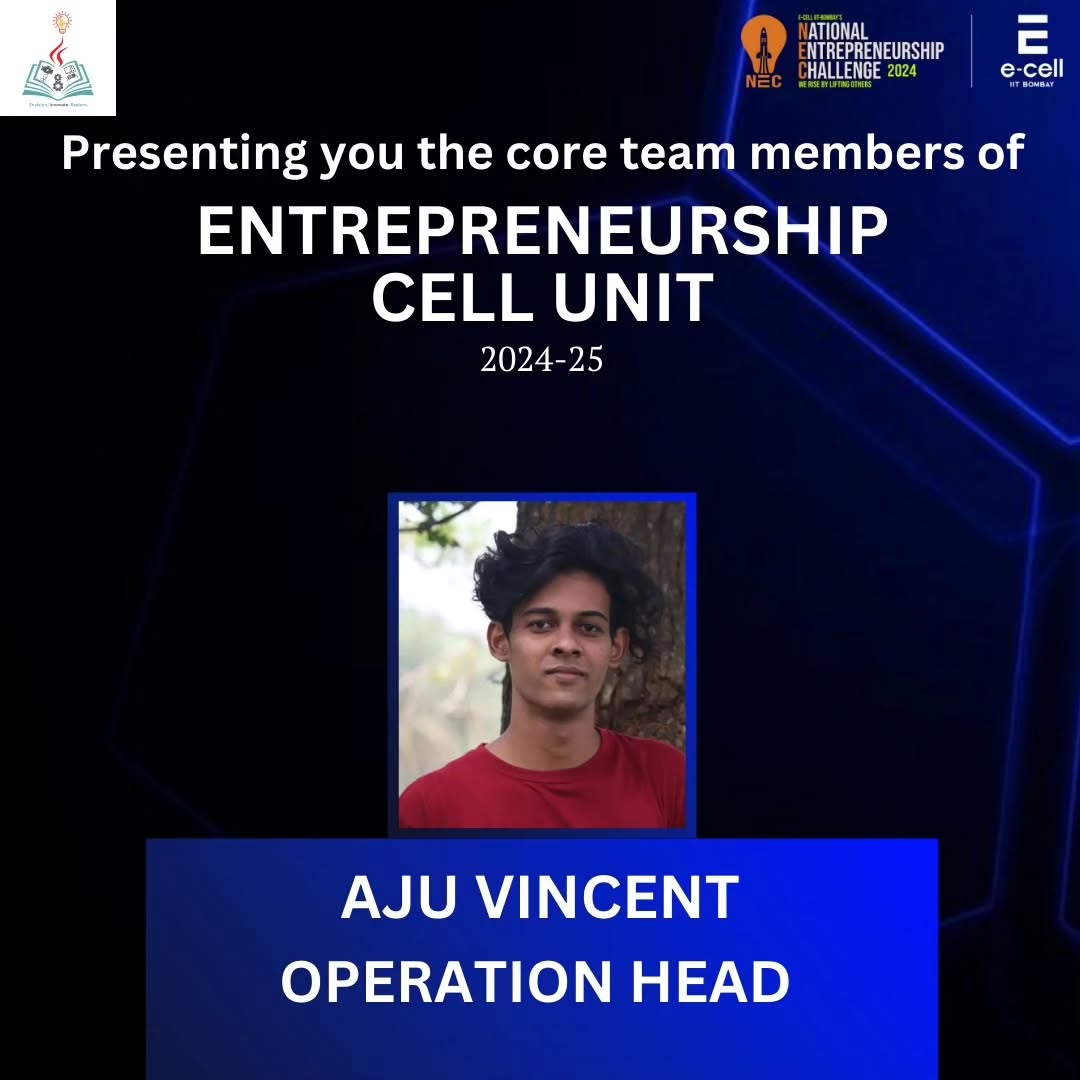 Envision. Innovate. Explore.
E-CELL IIT-BOMBAY'S
NATIONAL
ENTREPRENEURSHIP
CHALLENGE 2024
WE RISE BY LIFTING OTHERS
NEC
e-cell
IIT BOMBAY
Presenting you the core team members of
ENTREPRENEURSHIP
CELL UNIT
2024-25
AJU VINCENT
OPERATION HEAD